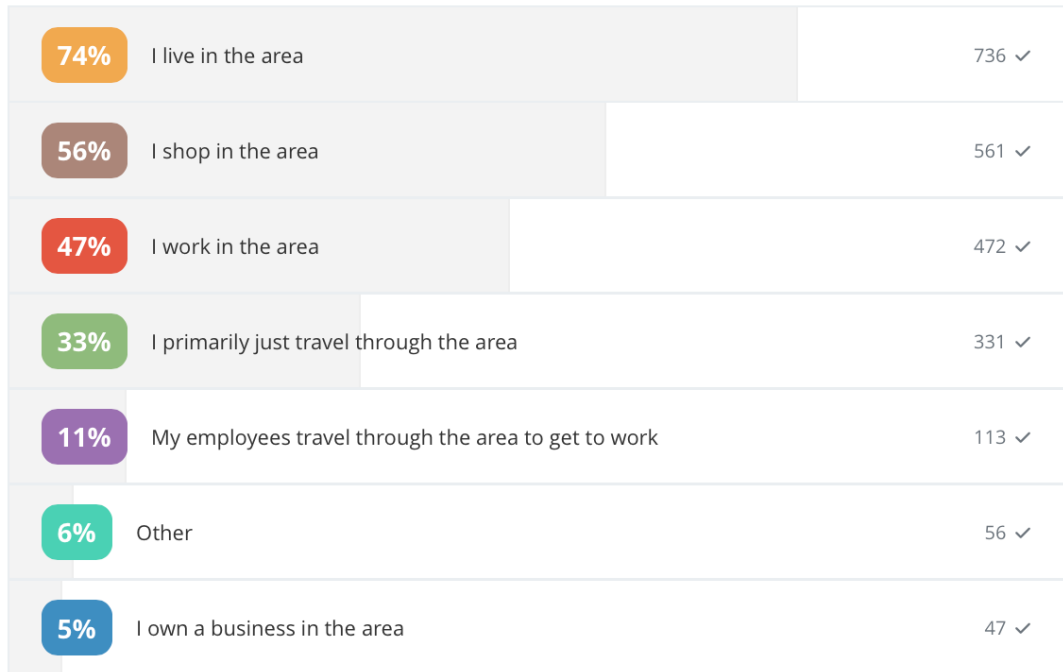 74% I live in the area 736 ✓
56% I shop in the area 561 ✓
47% I work in the area 472 ✓
33% I primarily just travel through the area 331 ✓
11% My employees travel through the area to get to work 113 ✓
6% Other 56 ✓
5% I own a business in the area 47 ✓